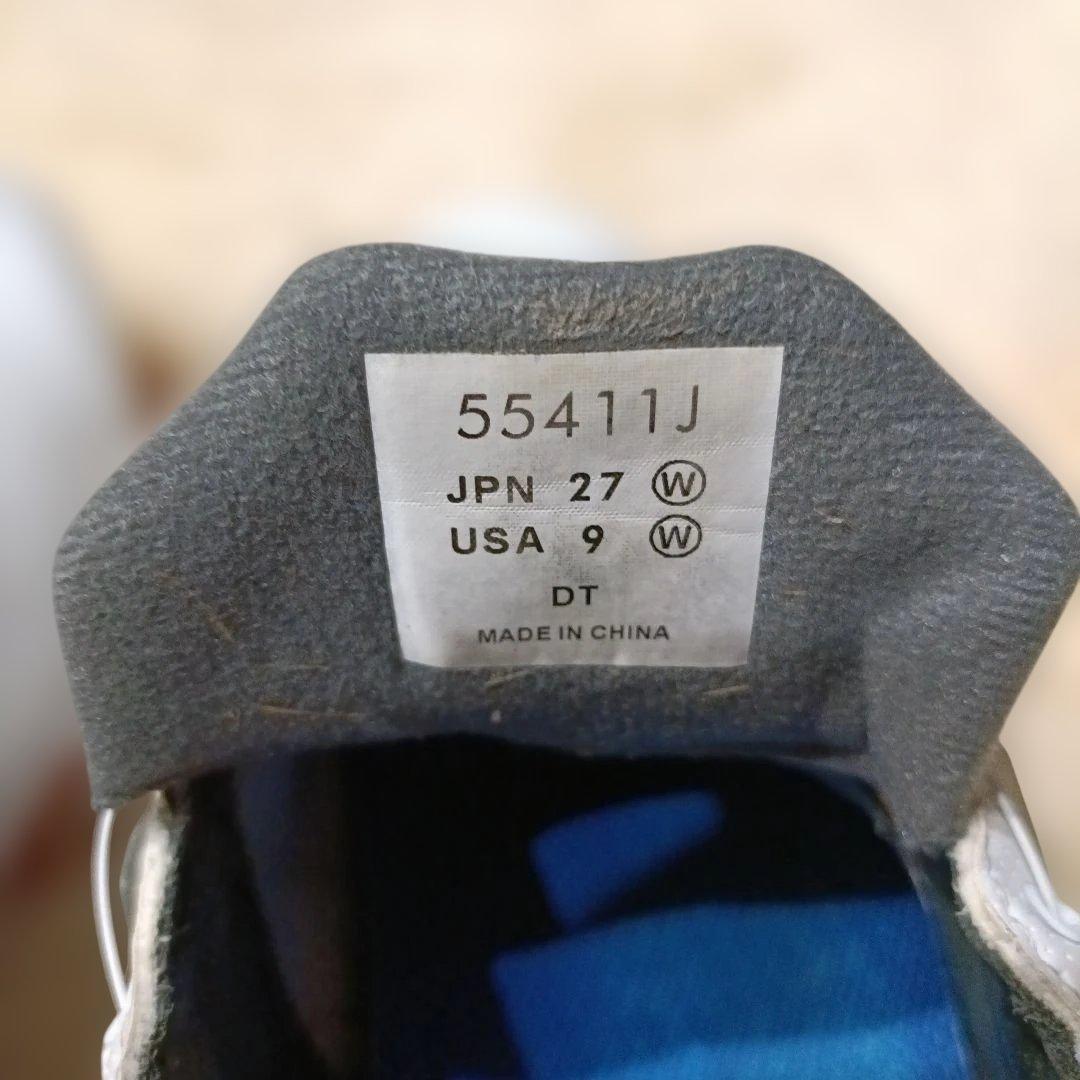 55411J
JPN 27 Ⓦ
USA 9 Ⓦ
DT
MADE IN CHINA